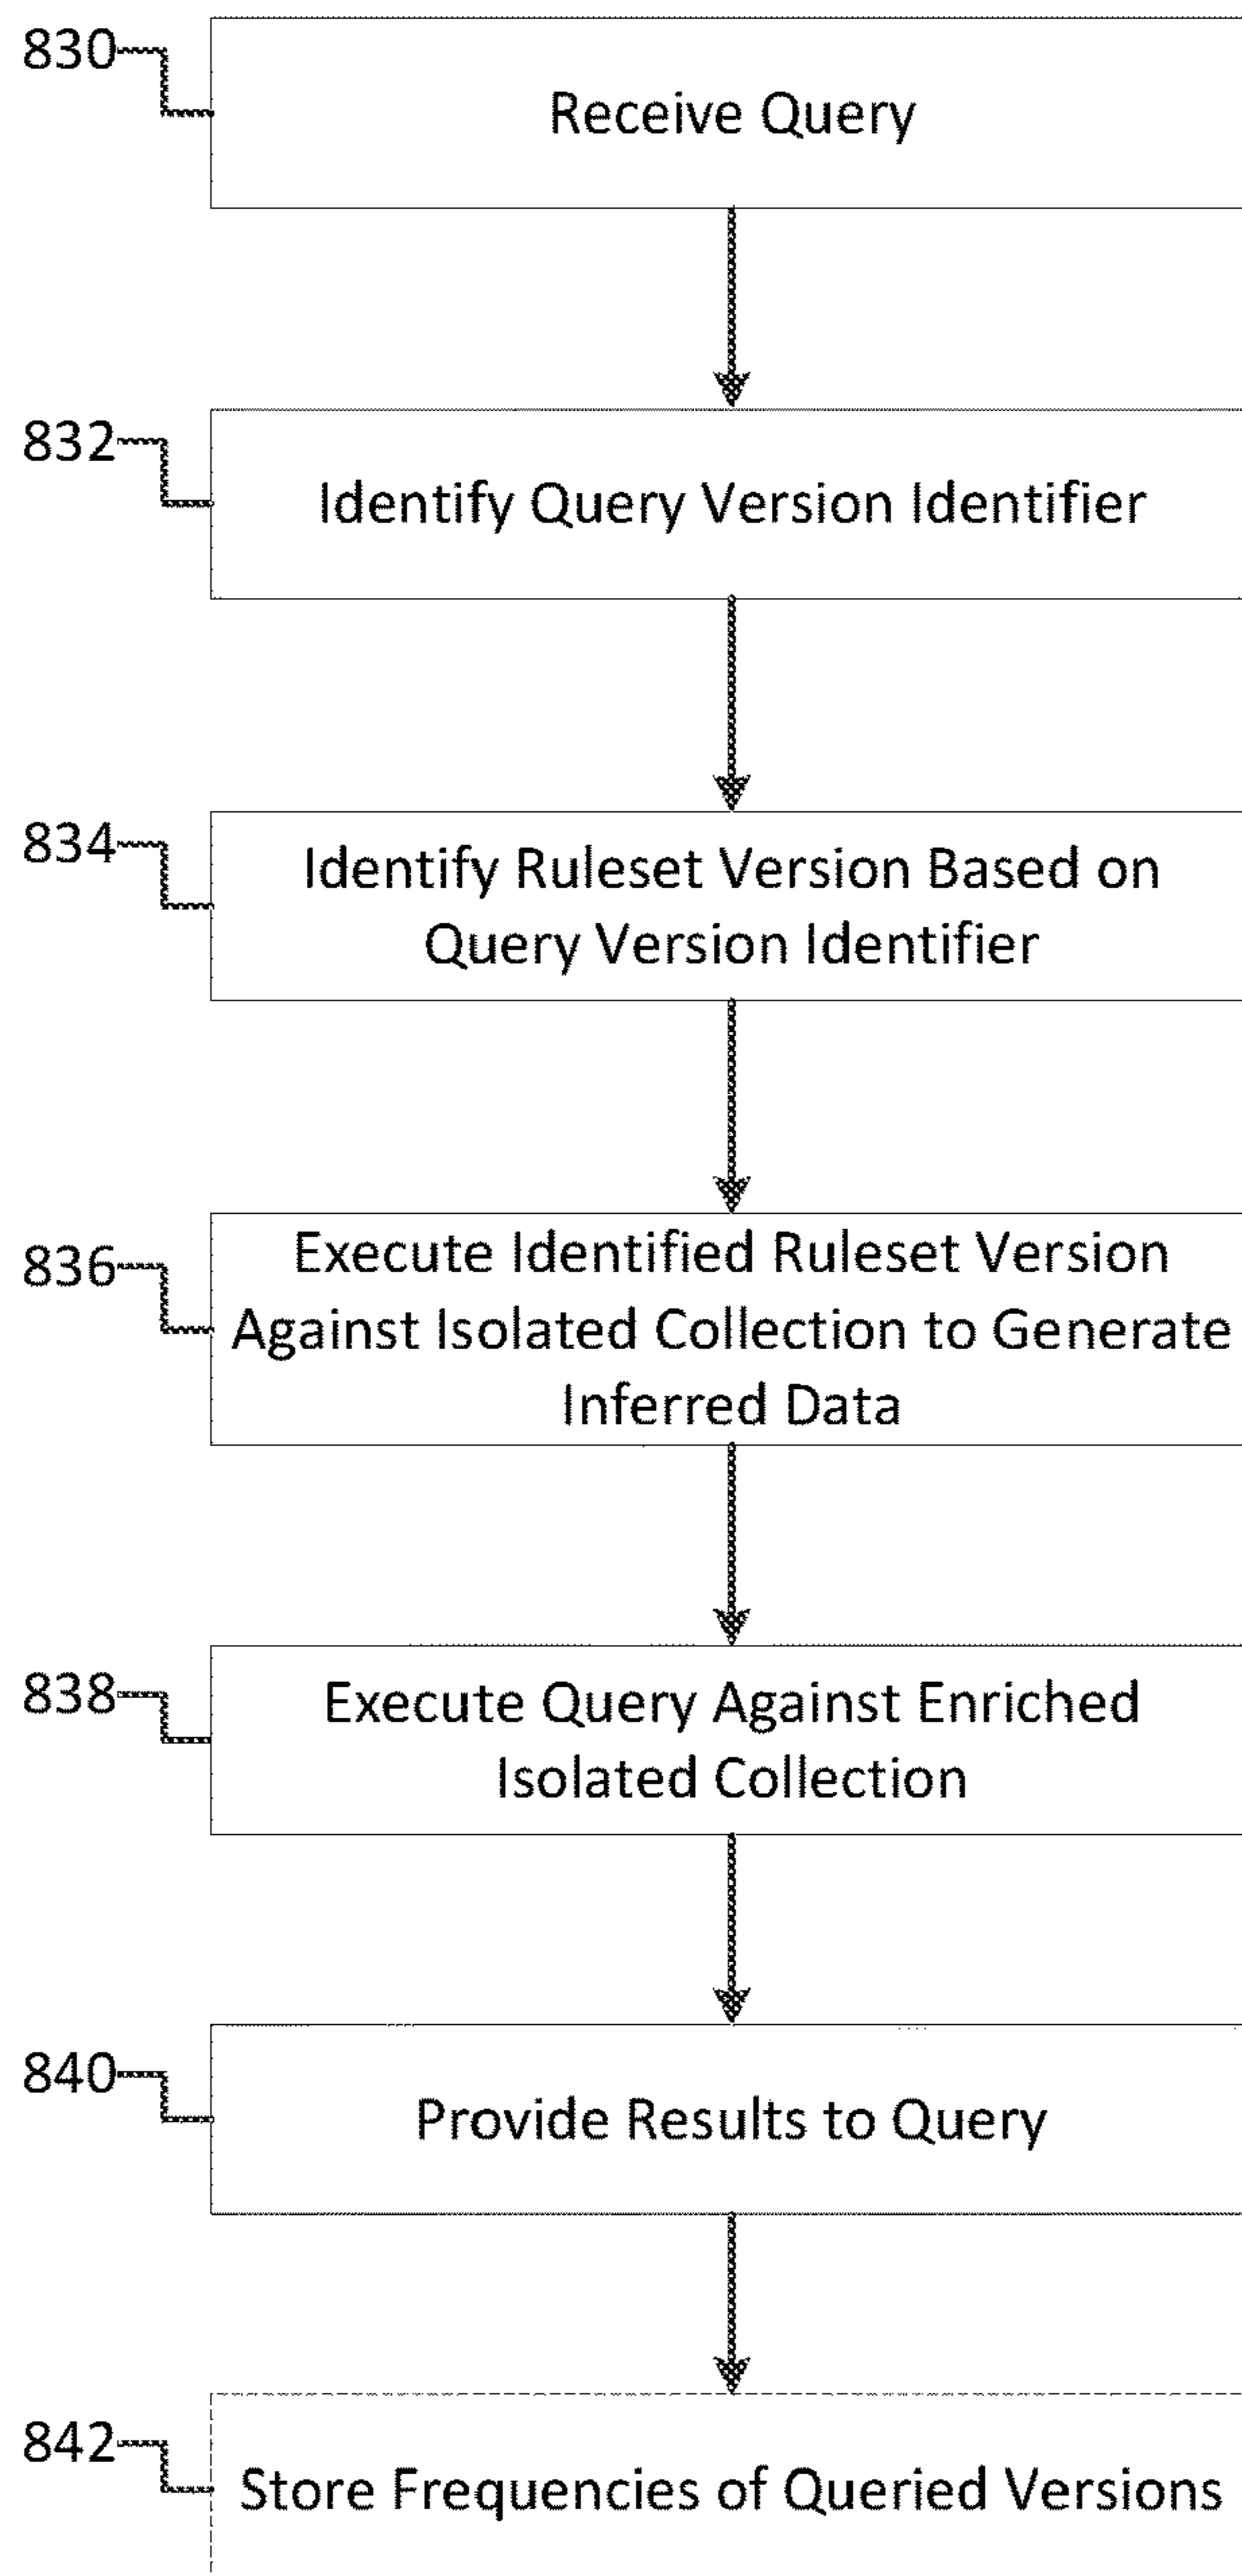 830
Receive Query
832
Identify Query Version Identifier
834
Identify Ruleset Version Based on
Query Version Identifier
836
Execute Identified Ruleset Version
Against Isolated Collection to Generate
Inferred Data
838
Execute Query Against Enriched
Isolated Collection
840
Provide Results to Query
842
Store Frequencies of Queried Versions